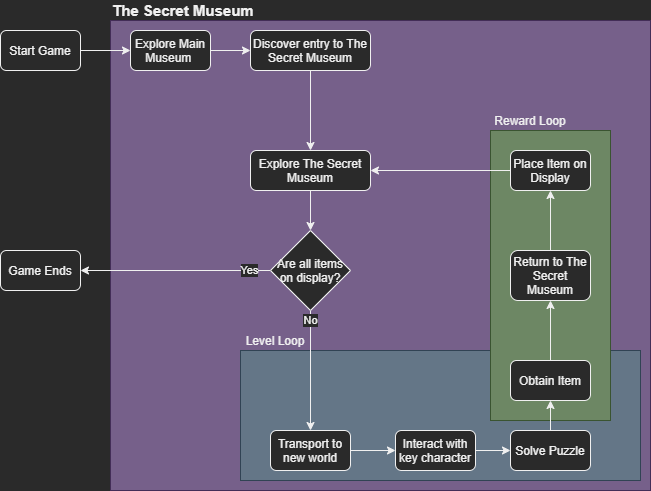 The Secret Museum
Start Game
Explore Main
Museum
Discover entry to The
Secret Museum
Reward Loop
Explore The Secret
Museum
Place Item on
Display
Are all items
on display?
Yes
Game Ends
Return to The
Secret
Museum
No
Level Loop
Obtain Item
Transport to
new world
Interact with
key character
Solve Puzzle